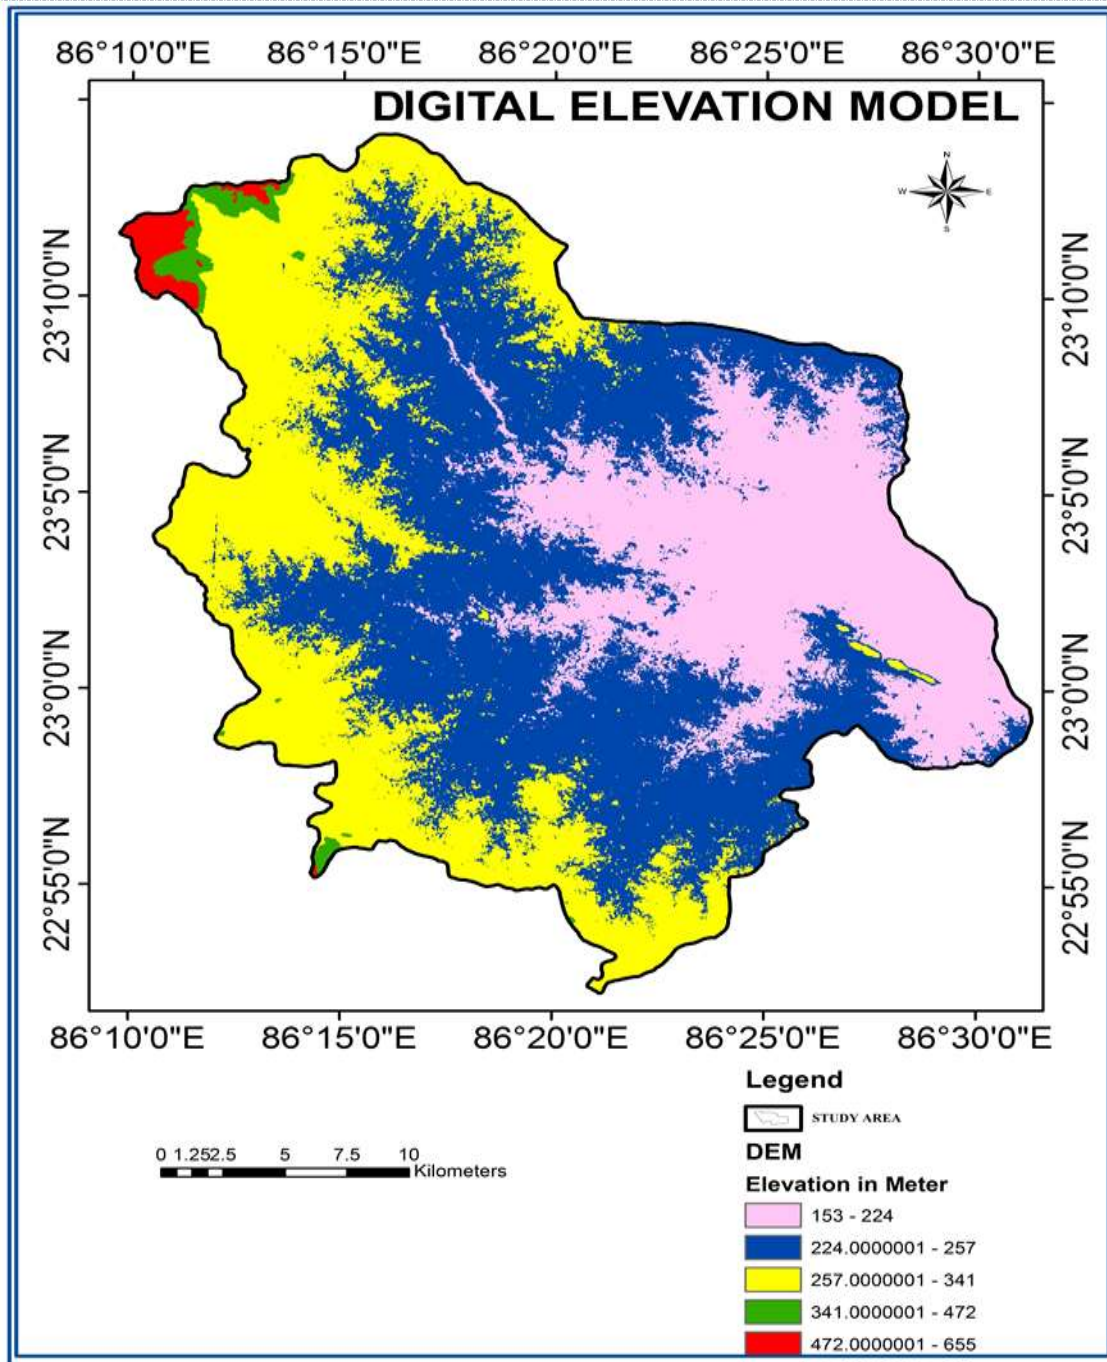 86°10'0"E 86°15'0"E 86°20'0"E 86°25'0"E 86°30'0"E
DIGITAL ELEVATION MODEL
N
W E
S
23°10'0"N 23°10'0"N
23°5'0"N 23°5'0"N
23°0'0"N 23°0'0"N
22°55'0"N 22°55'0"N
86°10'0"E 86°15'0"E 86°20'0"E 86°25'0"E 86°30'0"E
Legend
STUDY AREA
DEM
0 1.252.5 5 7.5 10
Kilometers
Elevation in Meter
153 - 224
224.0000001 - 257
257.0000001 - 341
341.0000001 - 472
472.0000001 - 655